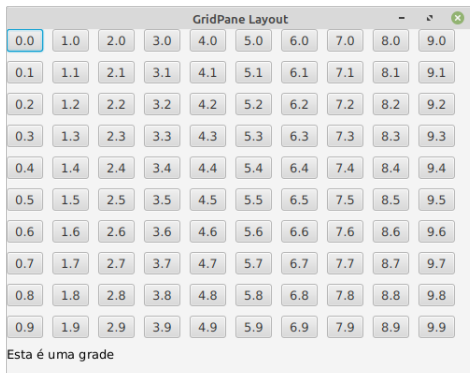 GridPane Layout
0.0 1.0 2.0 3.0 4.0 5.0 6.0 7.0 8.0 9.0
0.1 1.1 2.1 3.1 4.1 5.1 6.1 7.1 8.1 9.1
0.2 1.2 2.2 3.2 4.2 5.2 6.2 7.2 8.2 9.2
0.3 1.3 2.3 3.3 4.3 5.3 6.3 7.3 8.3 9.3
0.4 1.4 2.4 3.4 4.4 5.4 6.4 7.4 8.4 9.4
0.5 1.5 2.5 3.5 4.5 5.5 6.5 7.5 8.5 9.5
0.6 1.6 2.6 3.6 4.6 5.6 6.6 7.6 8.6 9.6
0.7 1.7 2.7 3.7 4.7 5.7 6.7 7.7 8.7 9.7
0.8 1.8 2.8 3.8 4.8 5.8 6.8 7.8 8.8 9.8
0.9 1.9 2.9 3.9 4.9 5.9 6.9 7.9 8.9 9.9
Esta é uma grade